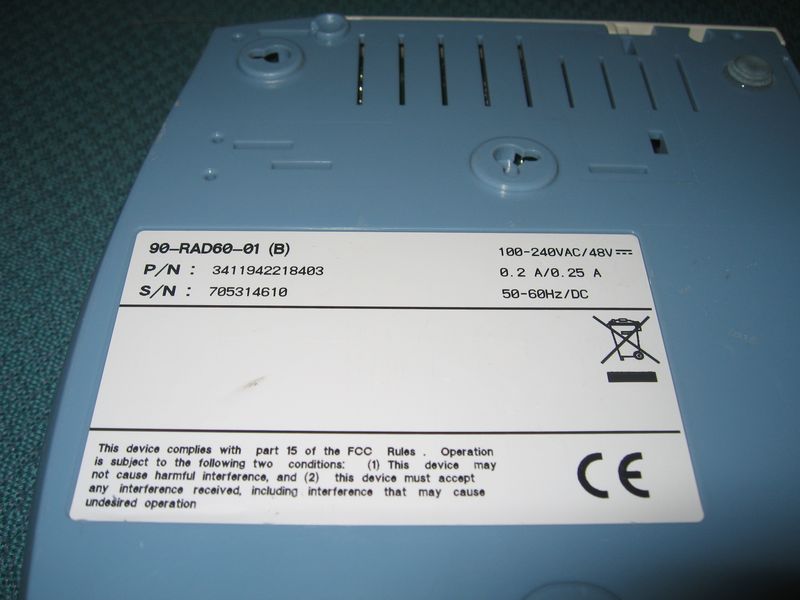 90-RAD60-01 (B)
100-240VAC/48V
P/N : 3411942218403
0.2 A/0.25 A
S/N : 705314610
50-60Hz/DC
This device complies with part 15 of the FCC Rules . Operation
is subject to the following two conditions: (1) This device may
not cause harmful interference, and (2) this device must accept
any interference received, including interference that may cause
undesired operation
CE